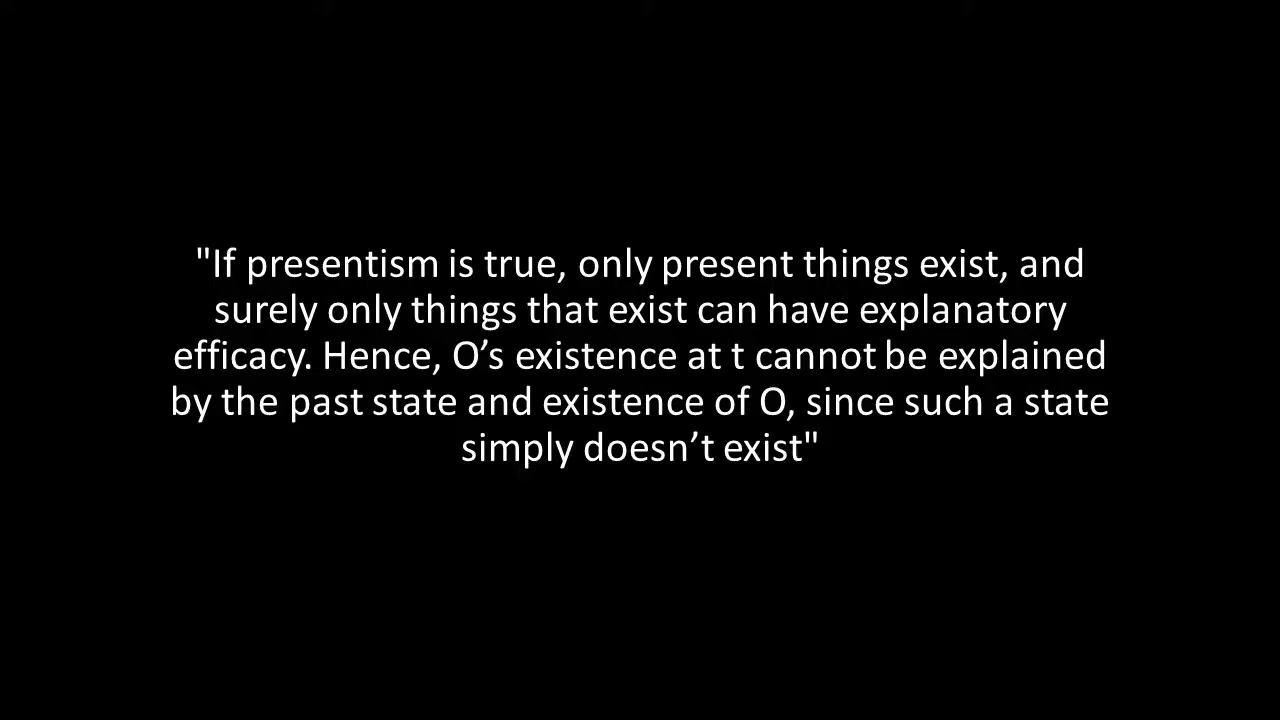 "If presentism is true, only present things exist, and
surely only things that exist can have explanatory
efficacy. Hence, O’s existence at t cannot be explained
by the past state and existence of O, since such a state
simply doesn’t exist"